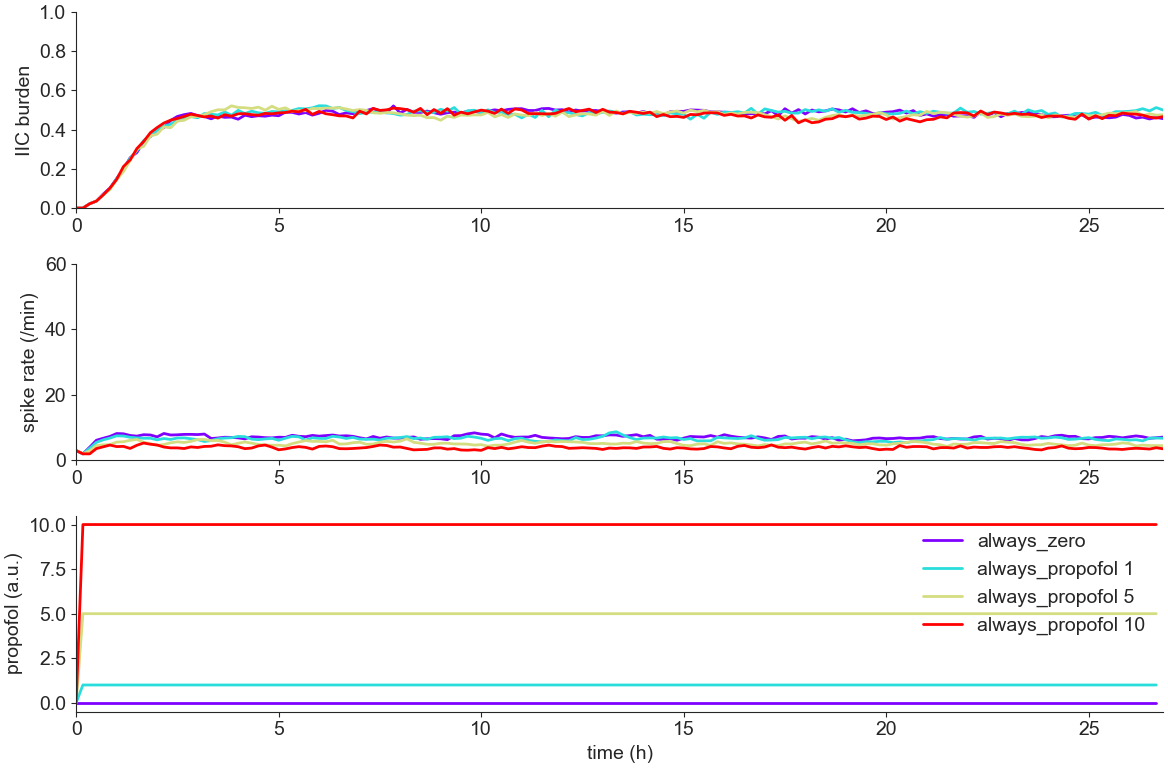 IIC burden
1.0
0.8
0.6
0.4
0.2
0.0
0 5 10 15 20 25
spike rate (/min)
60
40
20
0
0 5 10 15 20 25
propofol (a.u.)
10.0
7.5
5.0
2.5
0.0
always_zero
always_propofol 1
always_propofol 5
always_propofol 10
0 5 10 15 20 25
time (h)